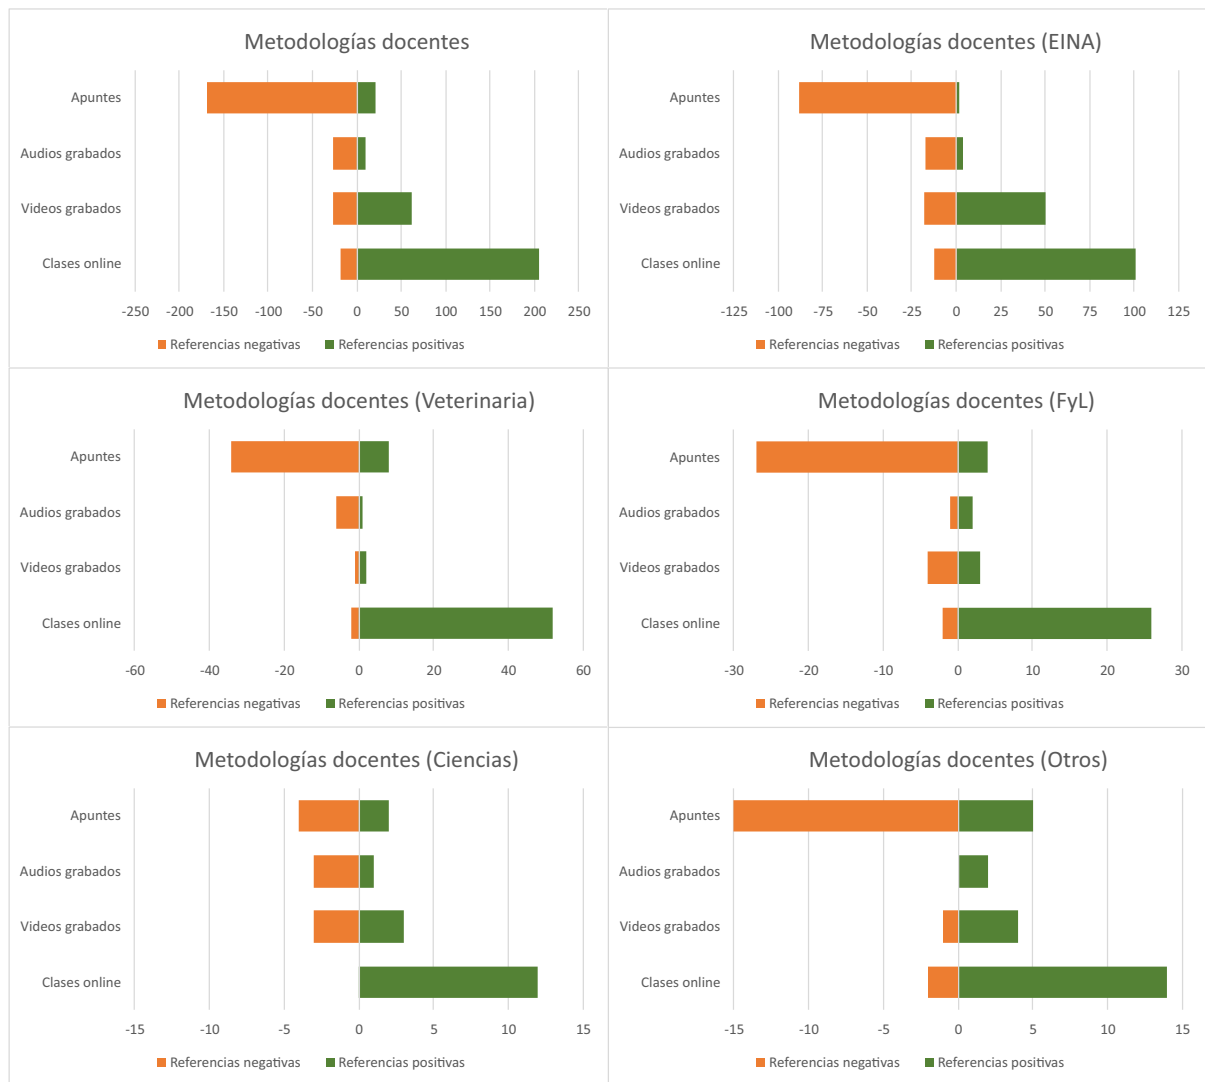 Metodologías docentes
Apuntes
Audios grabados
Videos grabados
Clases online
-250 -200 -150 -100 -50 0 50 100 150 200 250
Referencias negativas Referencias positivas
Metodologías docentes (EINA)
Apuntes
Audios grabados
Videos grabados
Clases online
-125 -100 -75 -50 -25 0 25 50 75 100 125
Referencias negativas Referencias positivas
Metodologías docentes (Veterinaria)
Apuntes
Audios grabados
Videos grabados
Clases online
-60 -40 -20 0 20 40 60
Referencias negativas Referencias positivas
Metodologías docentes (FyL)
Apuntes
Audios grabados
Videos grabados
Clases online
-30 -20 -10 0 10 20 30
Referencias negativas Referencias positivas
Metodologías docentes (Ciencias)
Apuntes
Audios grabados
Videos grabados
Clases online
-15 -10 -5 0 5 10 15
Referencias negativas Referencias positivas
Metodologías docentes (Otros)
Apuntes
Audios grabados
Videos grabados
Clases online
-15 -10 -5 0 5 10 15
Referencias negativas Referencias positivas